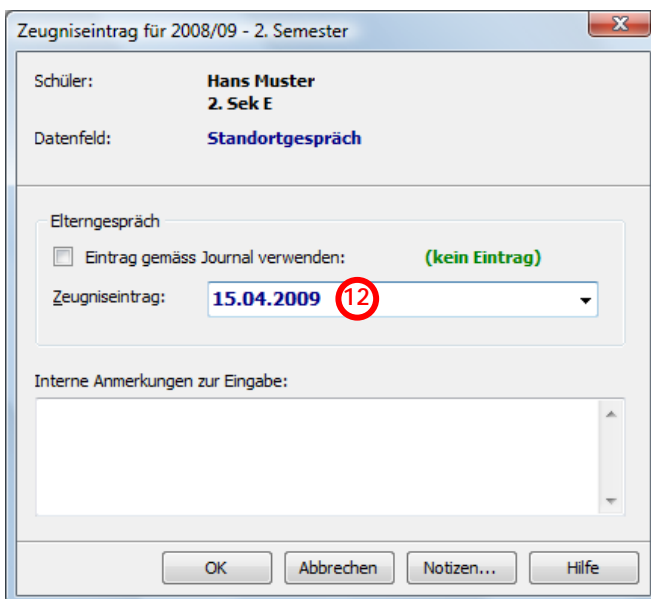 Zeugniseintrag für 2008/09 - 2. Semester
Schüler: Hans Muster
2. Sek E
Datenfeld: Standortgespräch
Elterngespräch
Eintrag gemäss Journal verwenden: (kein Eintrag)
Zeugniseintrag: 15.04.2009 12
Interne Anmerkungen zur Eingabe:
OK Abbrechen Notizen... Hilfe